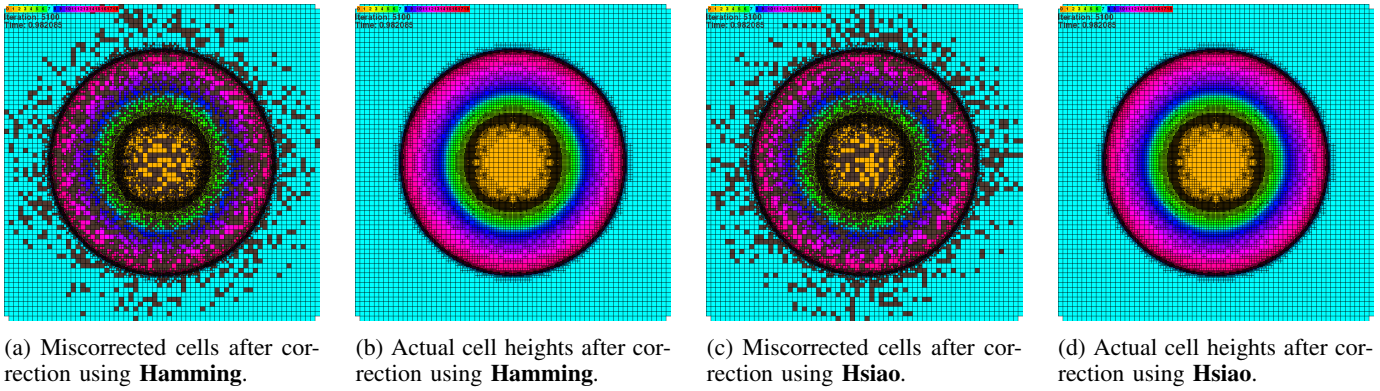 Iteration: 5100
Time: 0.982085
Iteration: 5100
Time: 0.982085
Iteration: 5100
Time: 0.982085
Iteration: 5100
Time: 0.982085
(a) Miscorrected cells after cor-
rection using Hamming.
(b) Actual cell heights after cor-
rection using Hamming.
(c) Miscorrected cells after cor-
rection using Hsiao.
(d) Actual cell heights after cor-
rection using Hsiao.